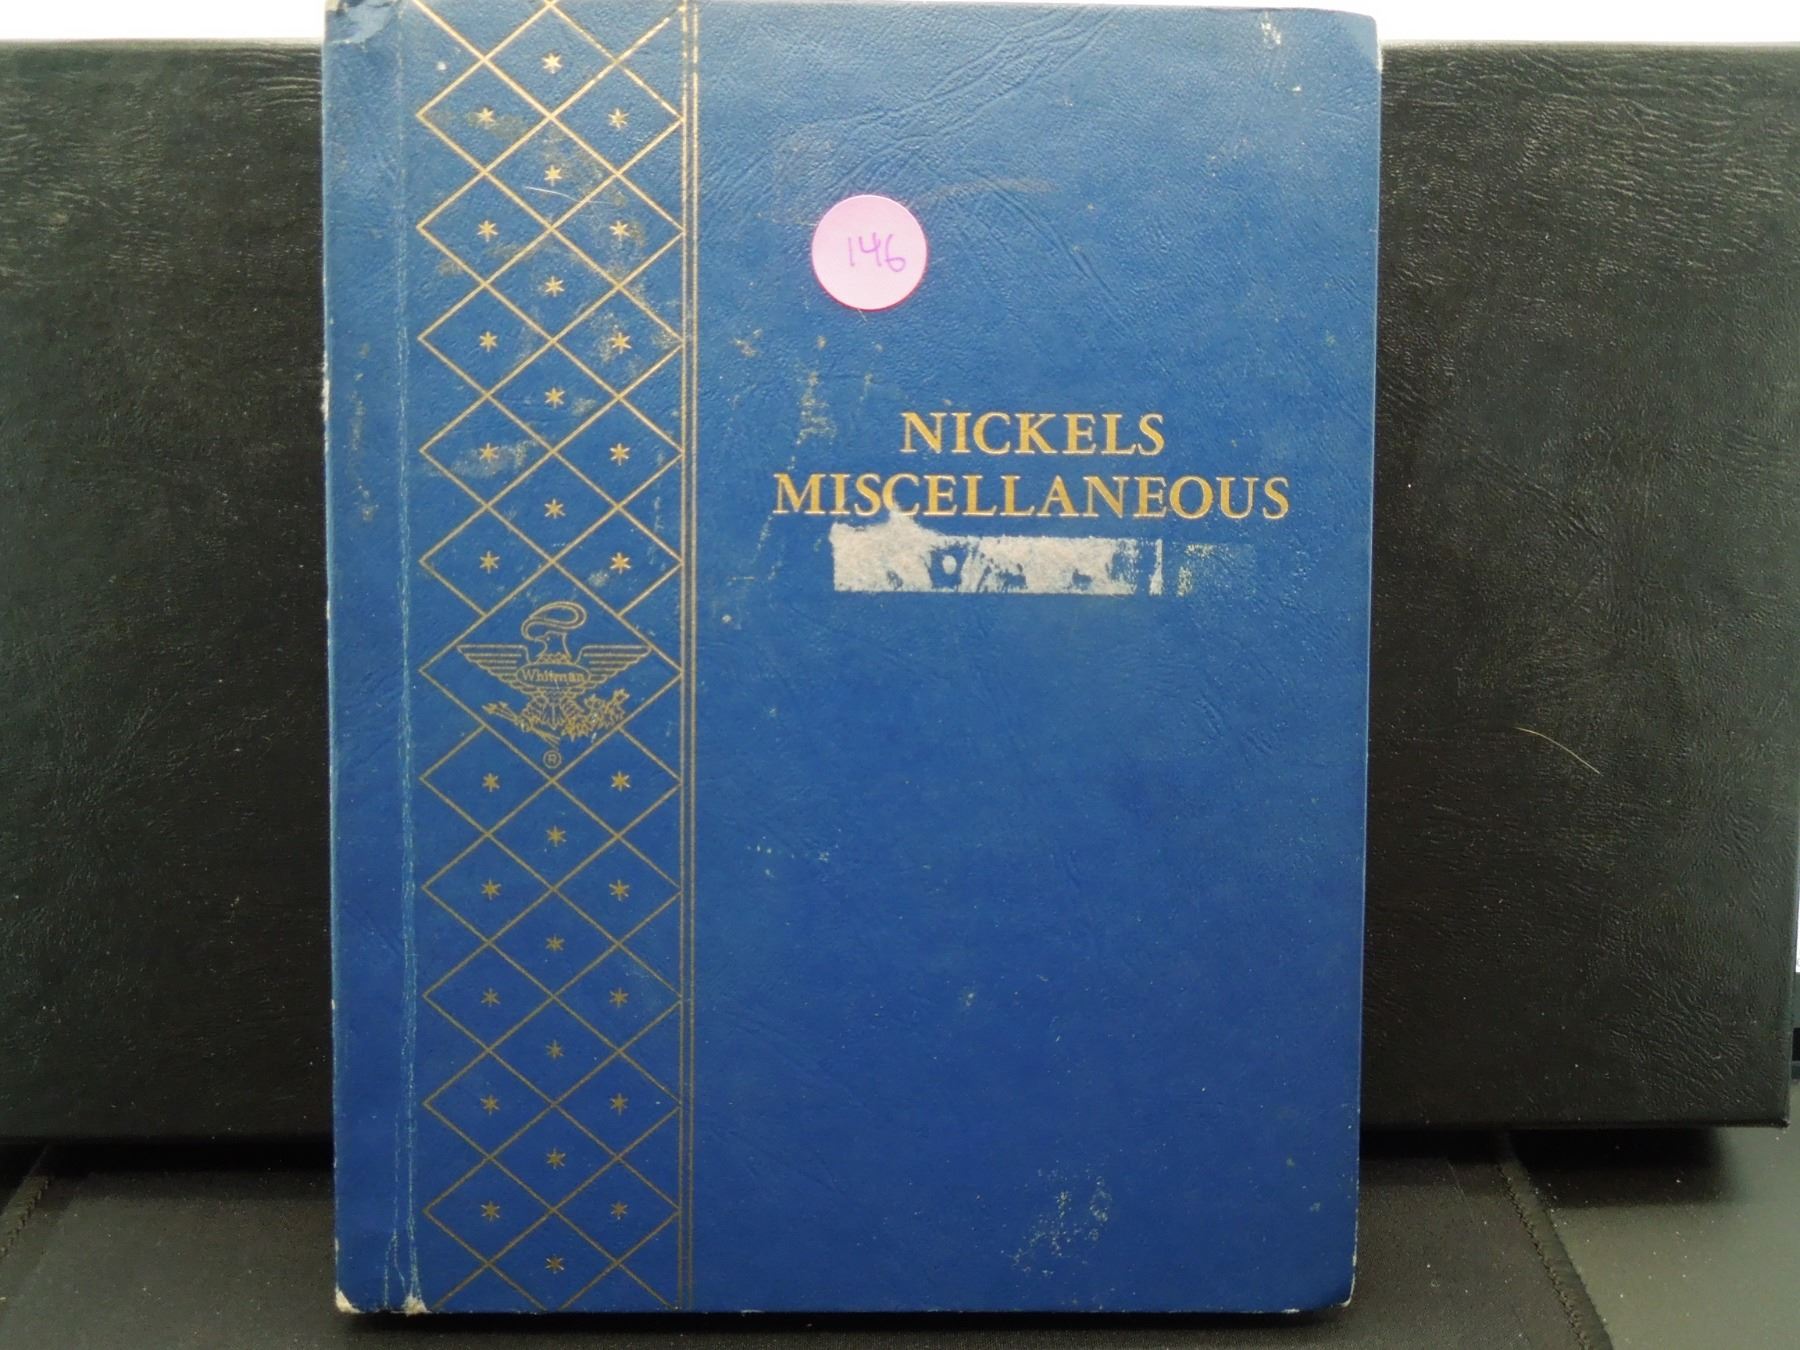 146
NICKELS
MISCELLANEOUS
Whitman
®